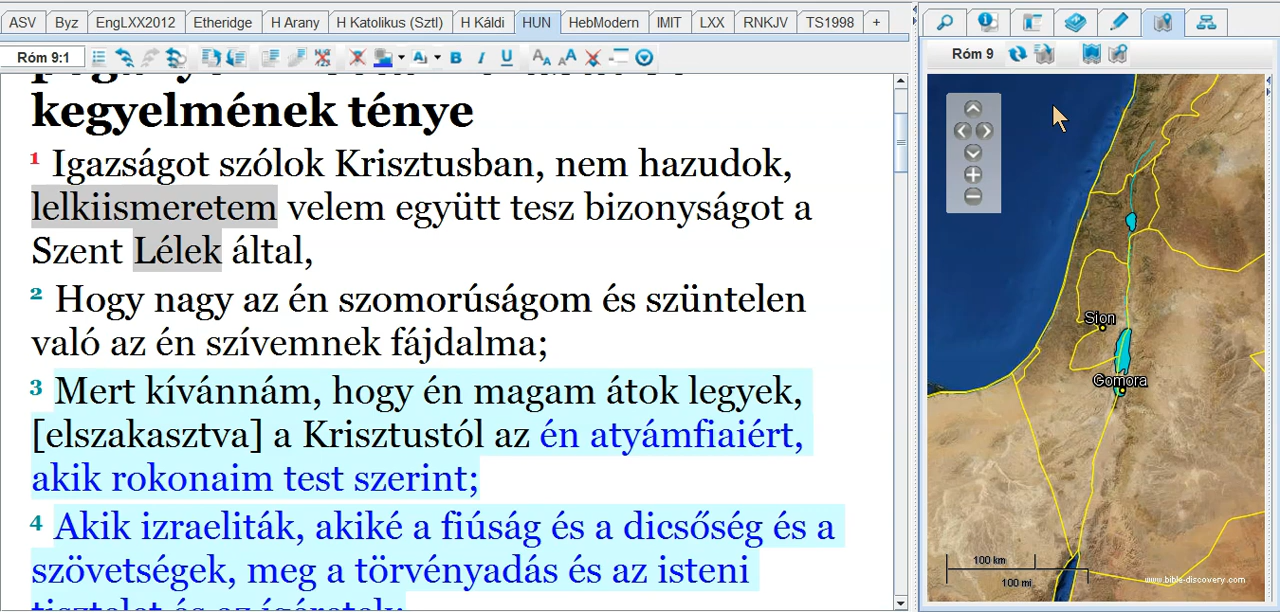 ASV Byz EngLXX2012 Etheridge H Arany H Katolikus (Sztl) H Káldi HUN HebModern IMIT LXX RNKJV TS1998 +
Róm 9:1
kegyelmének ténye
1 Igazságot szólok Krisztusban, nem hazudok,
lelkiismeretem velem együtt tesz bizonyságot a
Szent Lélek által,
2 Hogy nagy az én szomorúságom és szüntelen
való az én szívemnek fájdalma;
3 Mert kívánnám, hogy én magam átok legyek,
[elszakasztva] a Krisztustól az én atyámfiaiért,
akik rokonaim test szerint;
4 Akik izraeliták, akiké a fiúság és a dicsőség és a
szövetségek, meg a törvényadás és az isteni
tisztelet és az ígéretek;
Róm 9
Sion
Gomora
100 km
100 mi
www.bible-discovery.com